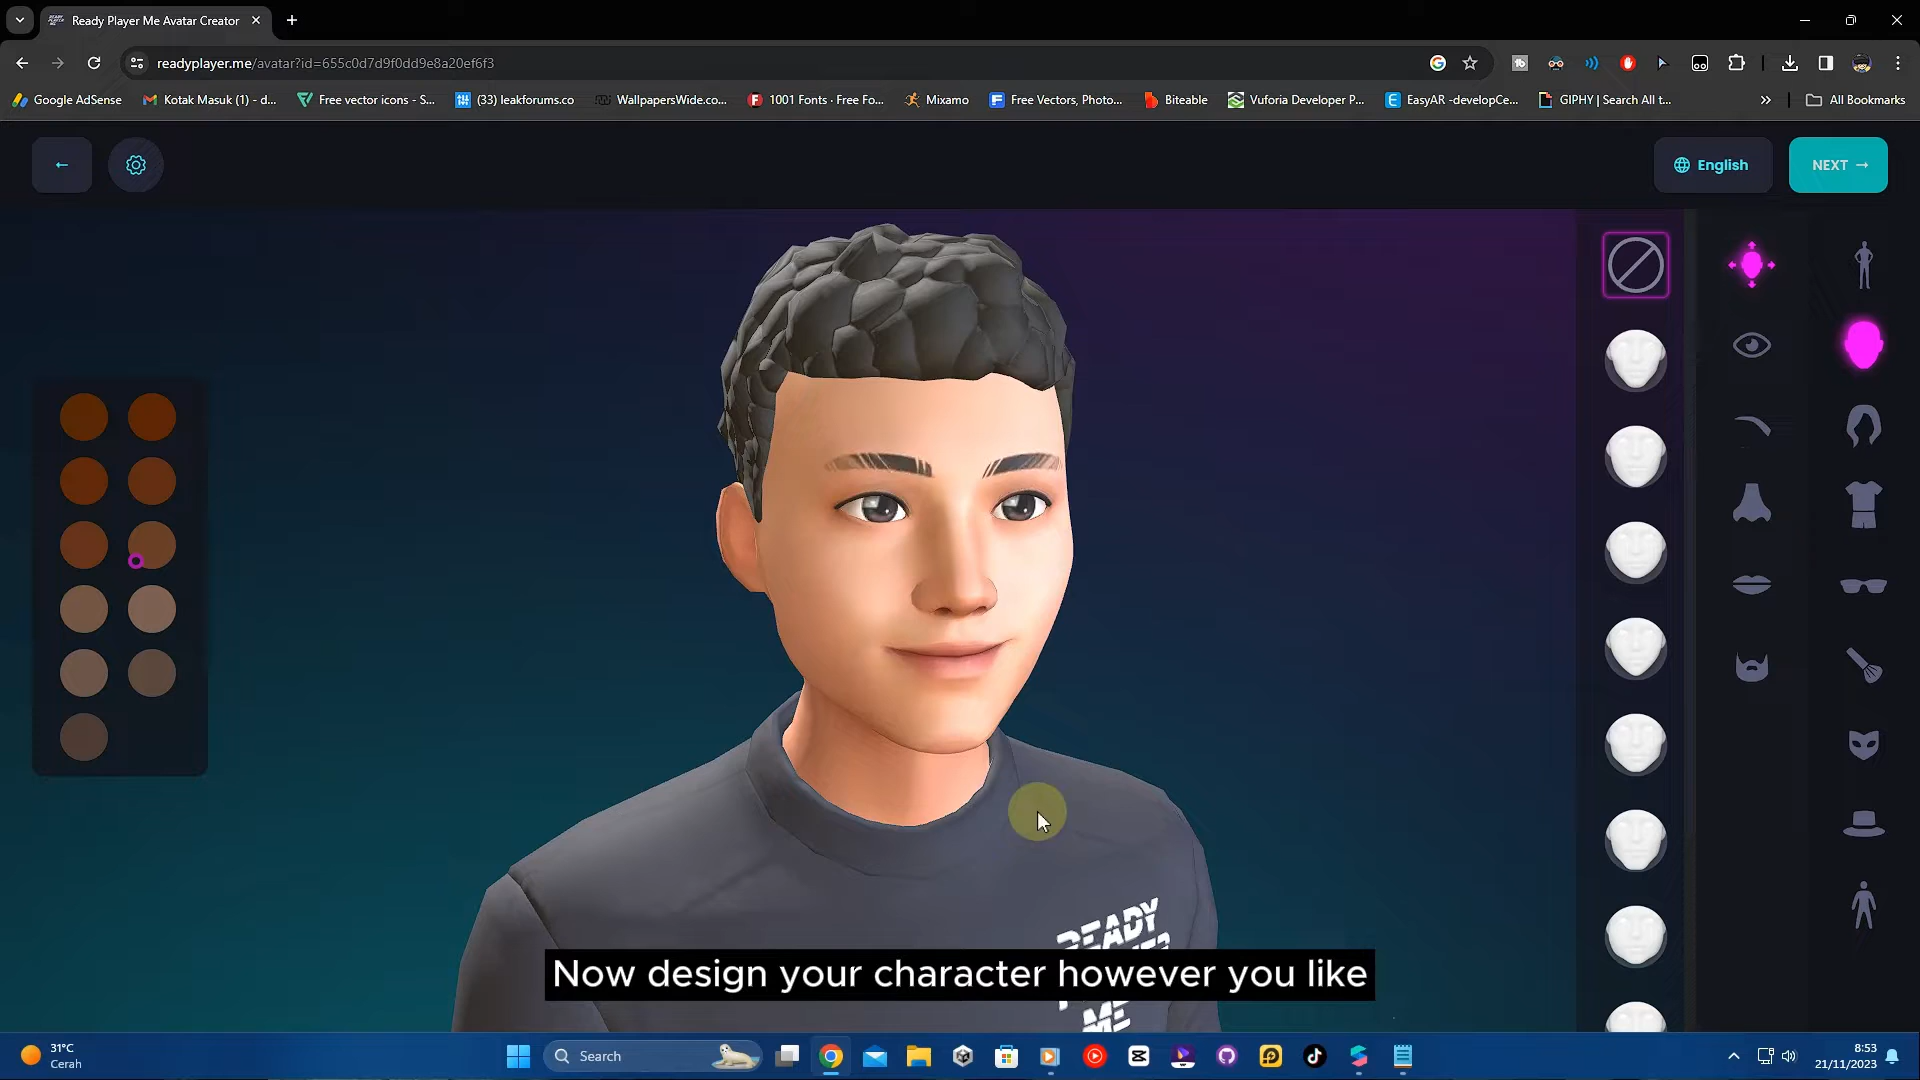 Ready Player Me Avatar Creator
readyplayer.me/avatar?id=655c0d7d9f0dd9e8a20ef6f3
Google AdSense
Kotak Masuk (1) - d...
Free vector icons - S...
(33) leakforums.co
WallpapersWide.co...
1001 Fonts · Free Fo...
Mixamo
Free Vectors, Photo...
Biteable
Vuforia Developer P...
EasyAR -developCe...
GIPHY | Search All t...
All Bookmarks
English
NEXT →
READY
ME
Now design your character however you like
31°C
Cerah
Search
8:53
21/11/2023